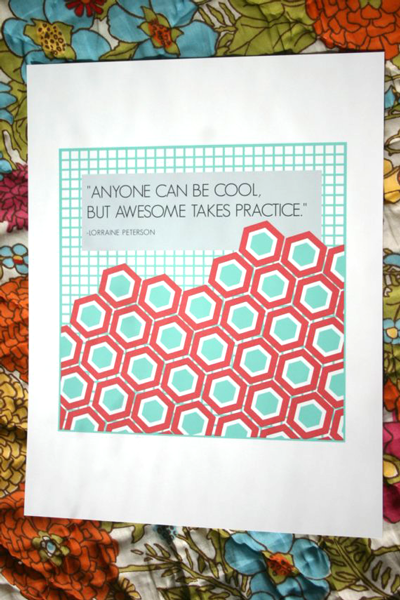 "ANYONE CAN BE COOL,
BUT AWESOME TAKES PRACTICE."
-LORRAINE PETERSON